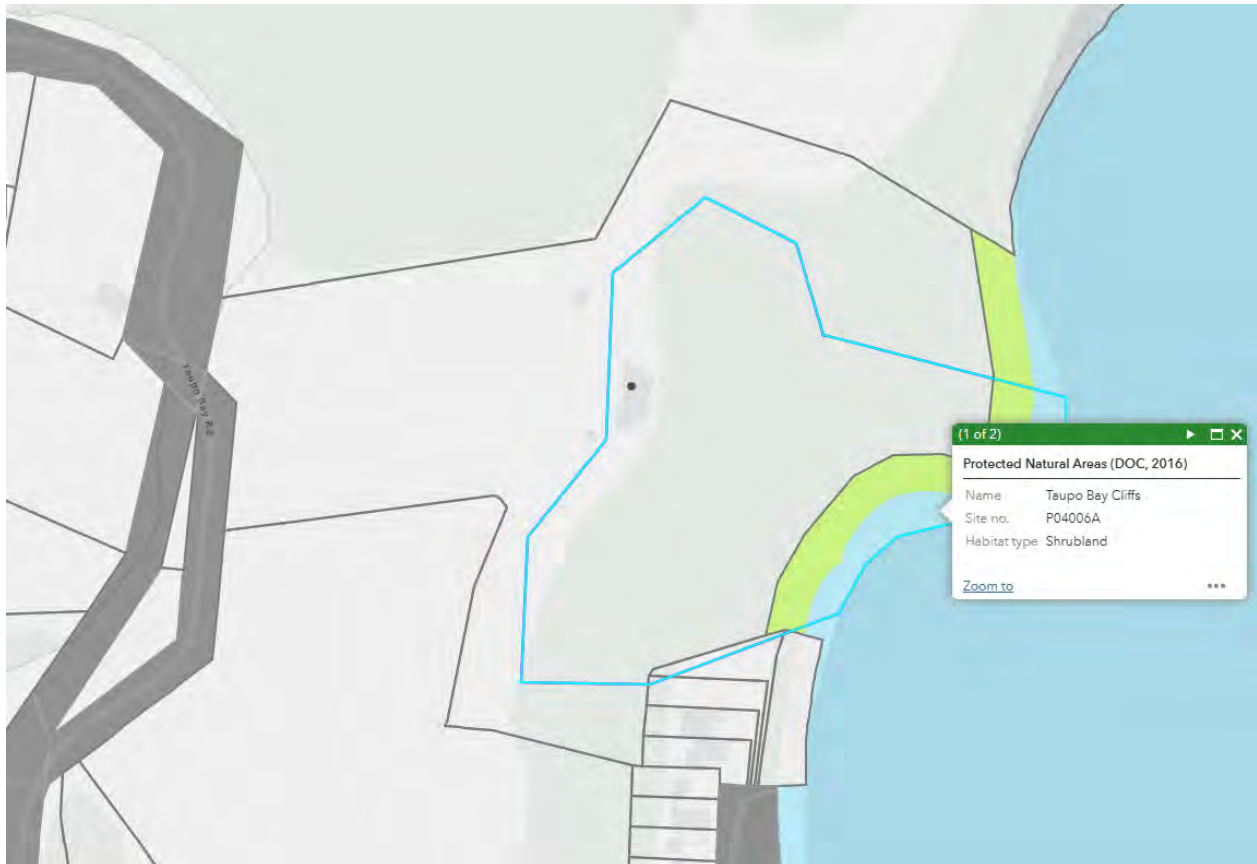 Taupo Bay Rd
(1 of 2)
Protected Natural Areas (DOC, 2016)
Name Taupo Bay Cliffs
Site no. P04006A
Habitat type Shrubland
Zoom to